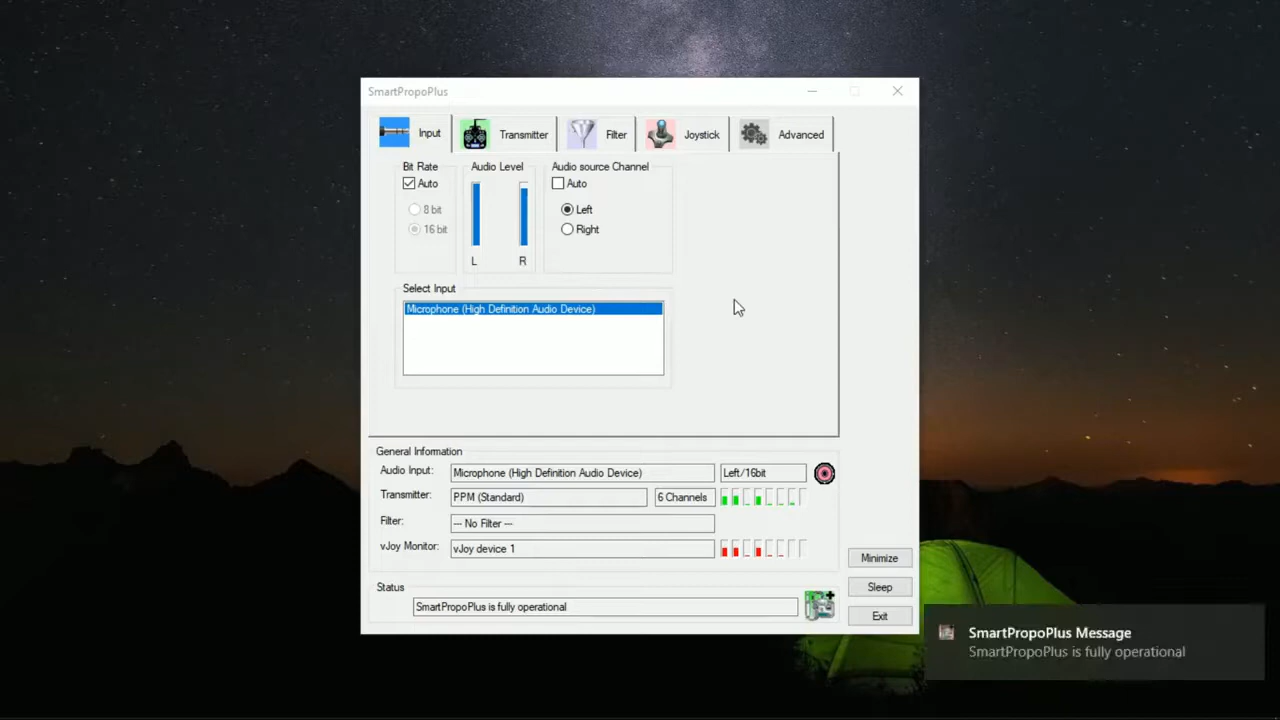 SmartPropoPlus
Input
Transmitter
Filter
Joystick
Advanced
Bit Rate
Auto
8 bit
16 bit
Audio Level
L
R
Audio source Channel
Auto
Left
Right
Select Input
Microphone (High Definition Audio Device)
General Information
Audio Input: Microphone (High Definition Audio Device) Left/16bit
Transmitter: PPM (Standard) 6 Channels
Filter: --- No Filter ---
vJoy Monitor: vJoy device 1
Status
SmartPropoPlus is fully operational
Minimize
Sleep
Exit
SmartPropoPlus Message
SmartPropoPlus is fully operational